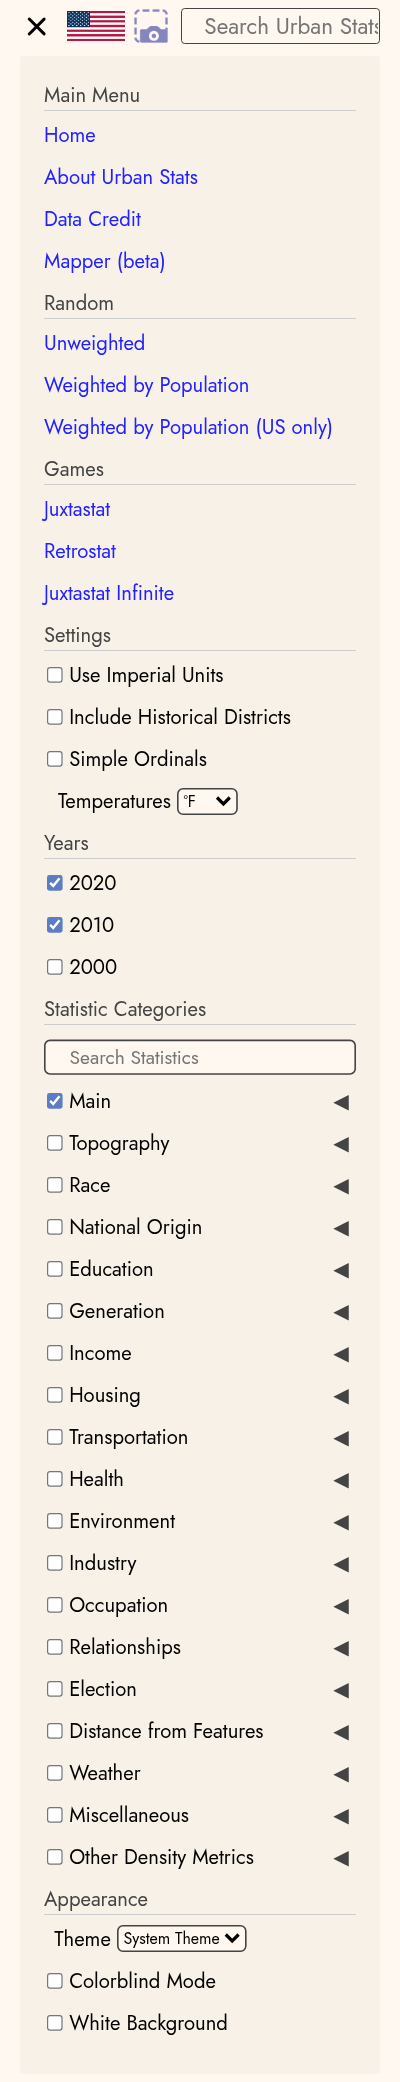 Search Urban Stats
Main Menu
Home
About Urban Stats
Data Credit
Mapper (beta)
Random
Unweighted
Weighted by Population
Weighted by Population (US only)
Games
Juxtastat
Retrostat
Juxtastat Infinite
Settings
Use Imperial Units
Include Historical Districts
Simple Ordinals
Temperatures °F
Years
2020
2010
2000
Statistic Categories
Search Statistics
Main
Topography
Race
National Origin
Education
Generation
Income
Housing
Transportation
Health
Environment
Industry
Occupation
Relationships
Election
Distance from Features
Weather
Miscellaneous
Other Density Metrics
Appearance
Theme System Theme
Colorblind Mode
White Background